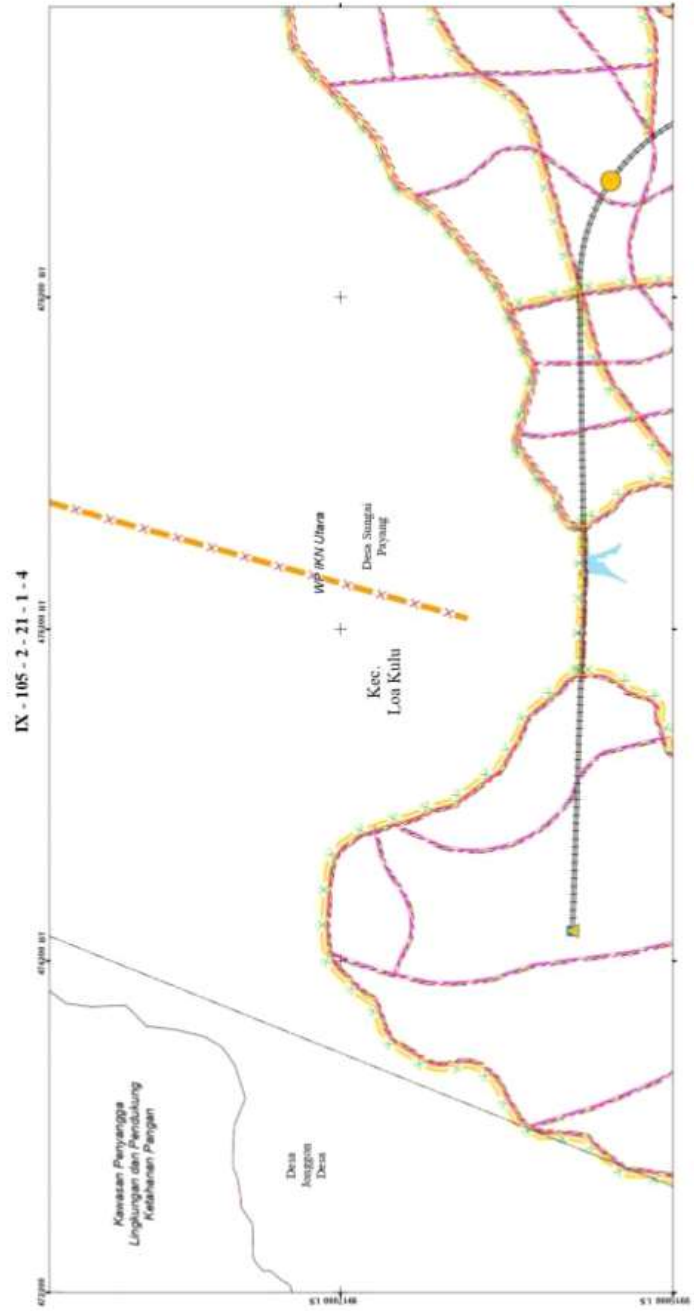 IX - 105 - 2 - 21 - 1 - 4
Kawasan Penyangga
Lingkungan dan Pendukung
Ketahanan Pangan
Desa
Jonggon
Desa
Kec.
Loa Kulu
WP IKN Utara
Desa Sungai
Payang